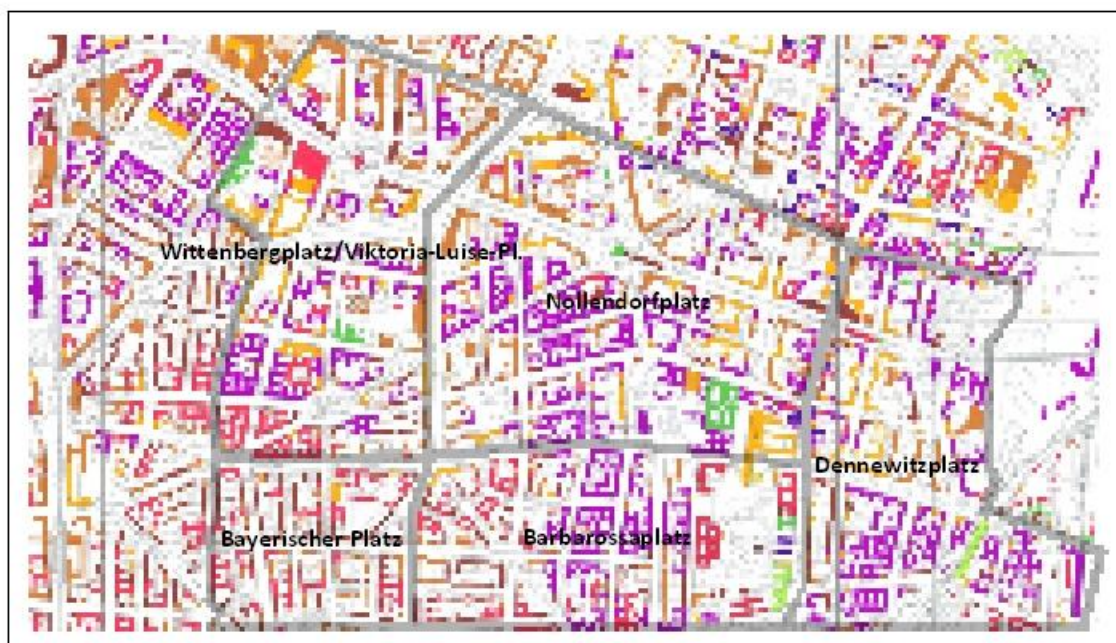 Wittenbergplatz/Viktoria-Luise-Pl.
Nollendorfplatz
Dennewitzplatz
Bayerischer Platz
Barbarossaplatz